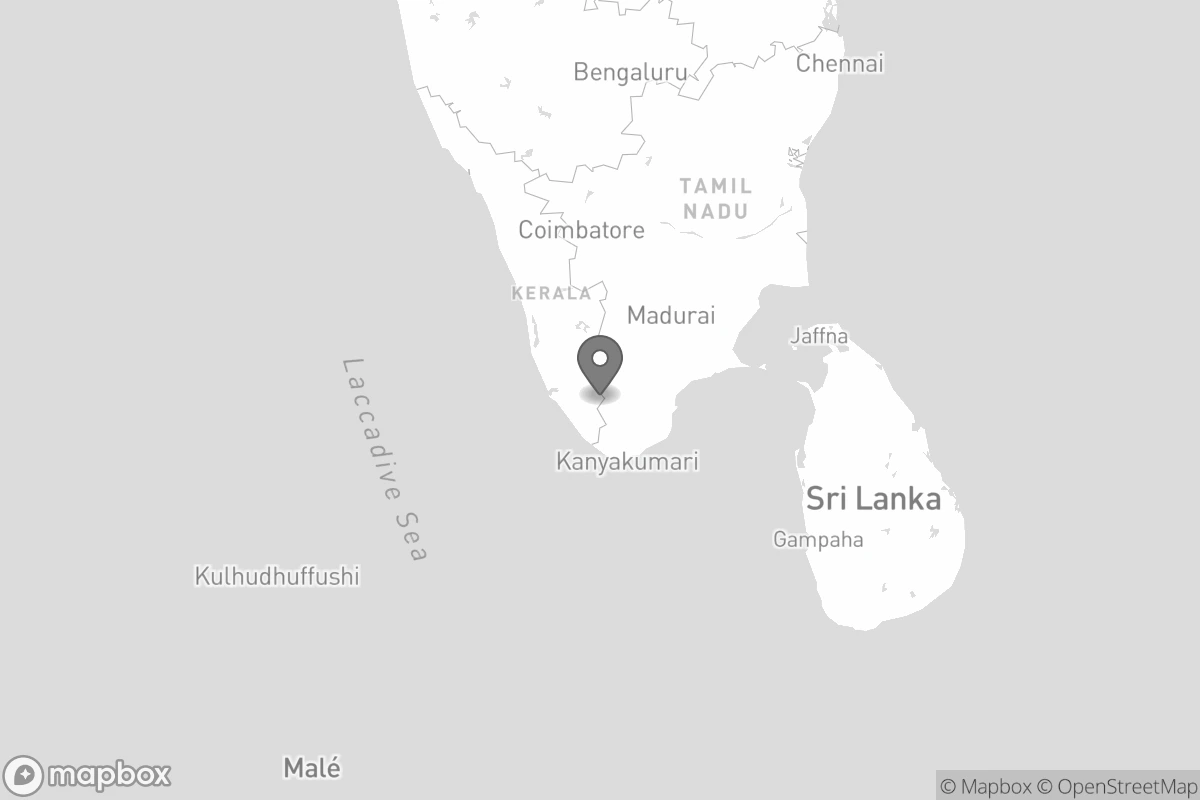 Bengaluru
Chennai
TAMIL
NADU
Coimbatore
KERALA
Madurai
Jaffna
Laccadive Sea
Kanyakumari
Sri Lanka
Gampaha
Kulhudhuffushi
Malé
mapbox
© Mapbox © OpenStreetMap